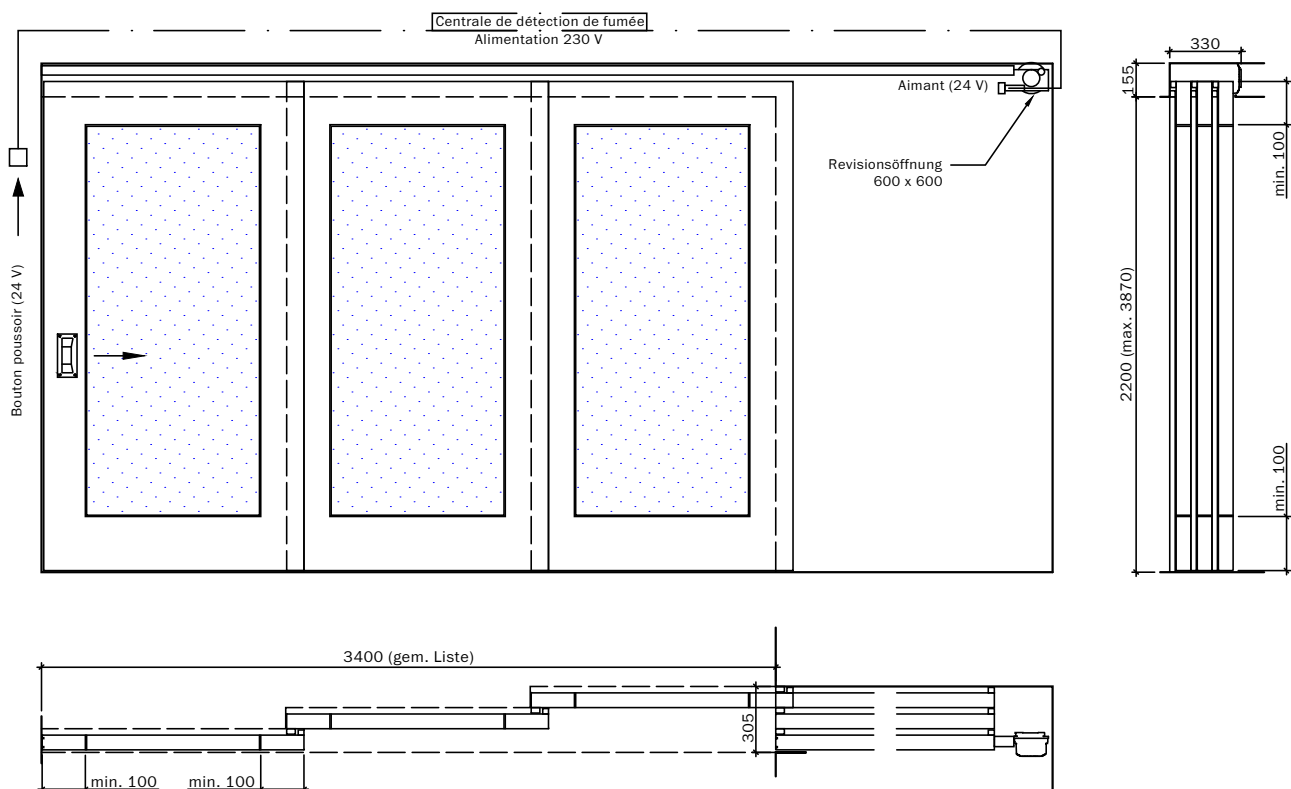 Centrale de détection de fumée
Alimentation 230 V
330
155
Aimant (24 V)
Revisionsöffnung
600 x 600
min. 100
Bouton poussoir (24 V)
2200 (max. 3870)
min. 100
3400 (gem. Liste)
305
min. 100
min. 100